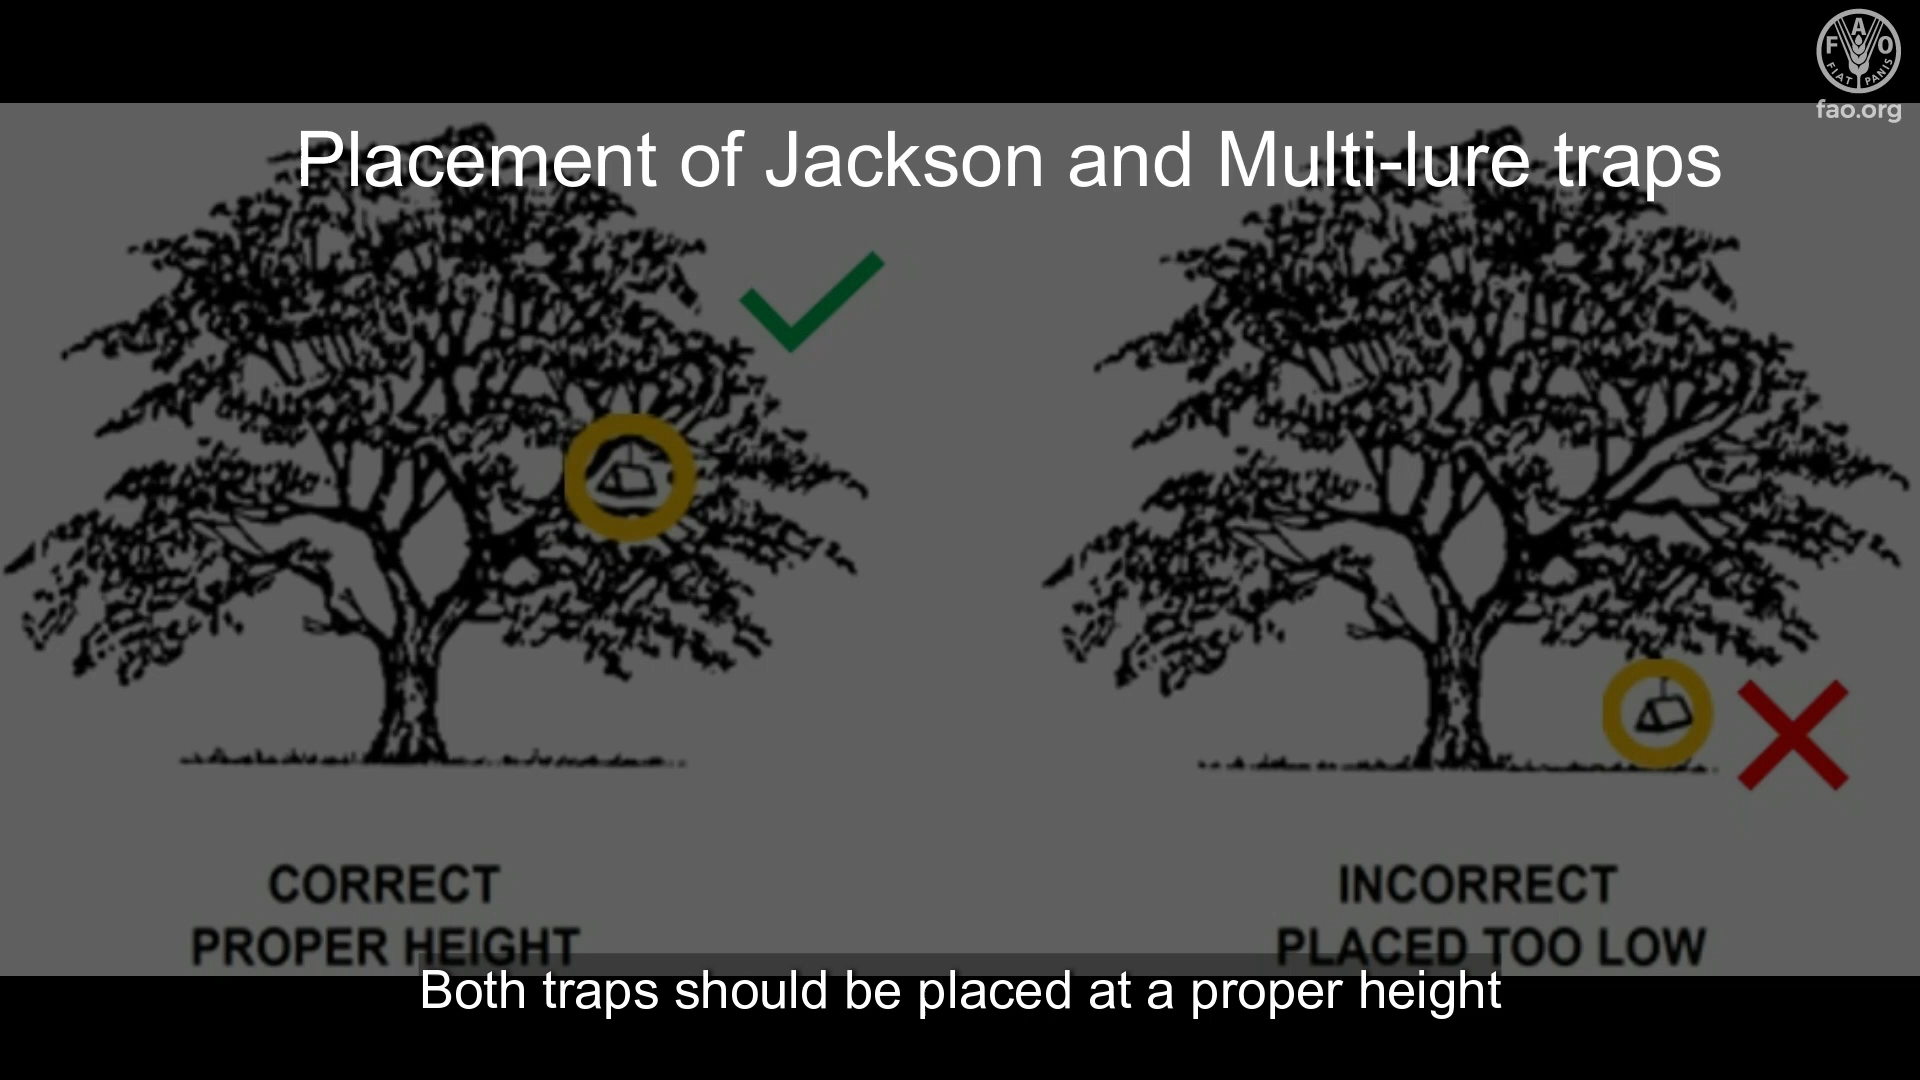 FAO
FIAT PANIS
fao.org
Placement of Jackson and Multi-lure traps
CORRECT
PROPER HEIGHT
INCORRECT
PLACED TOO LOW
Both traps should be placed at a proper height